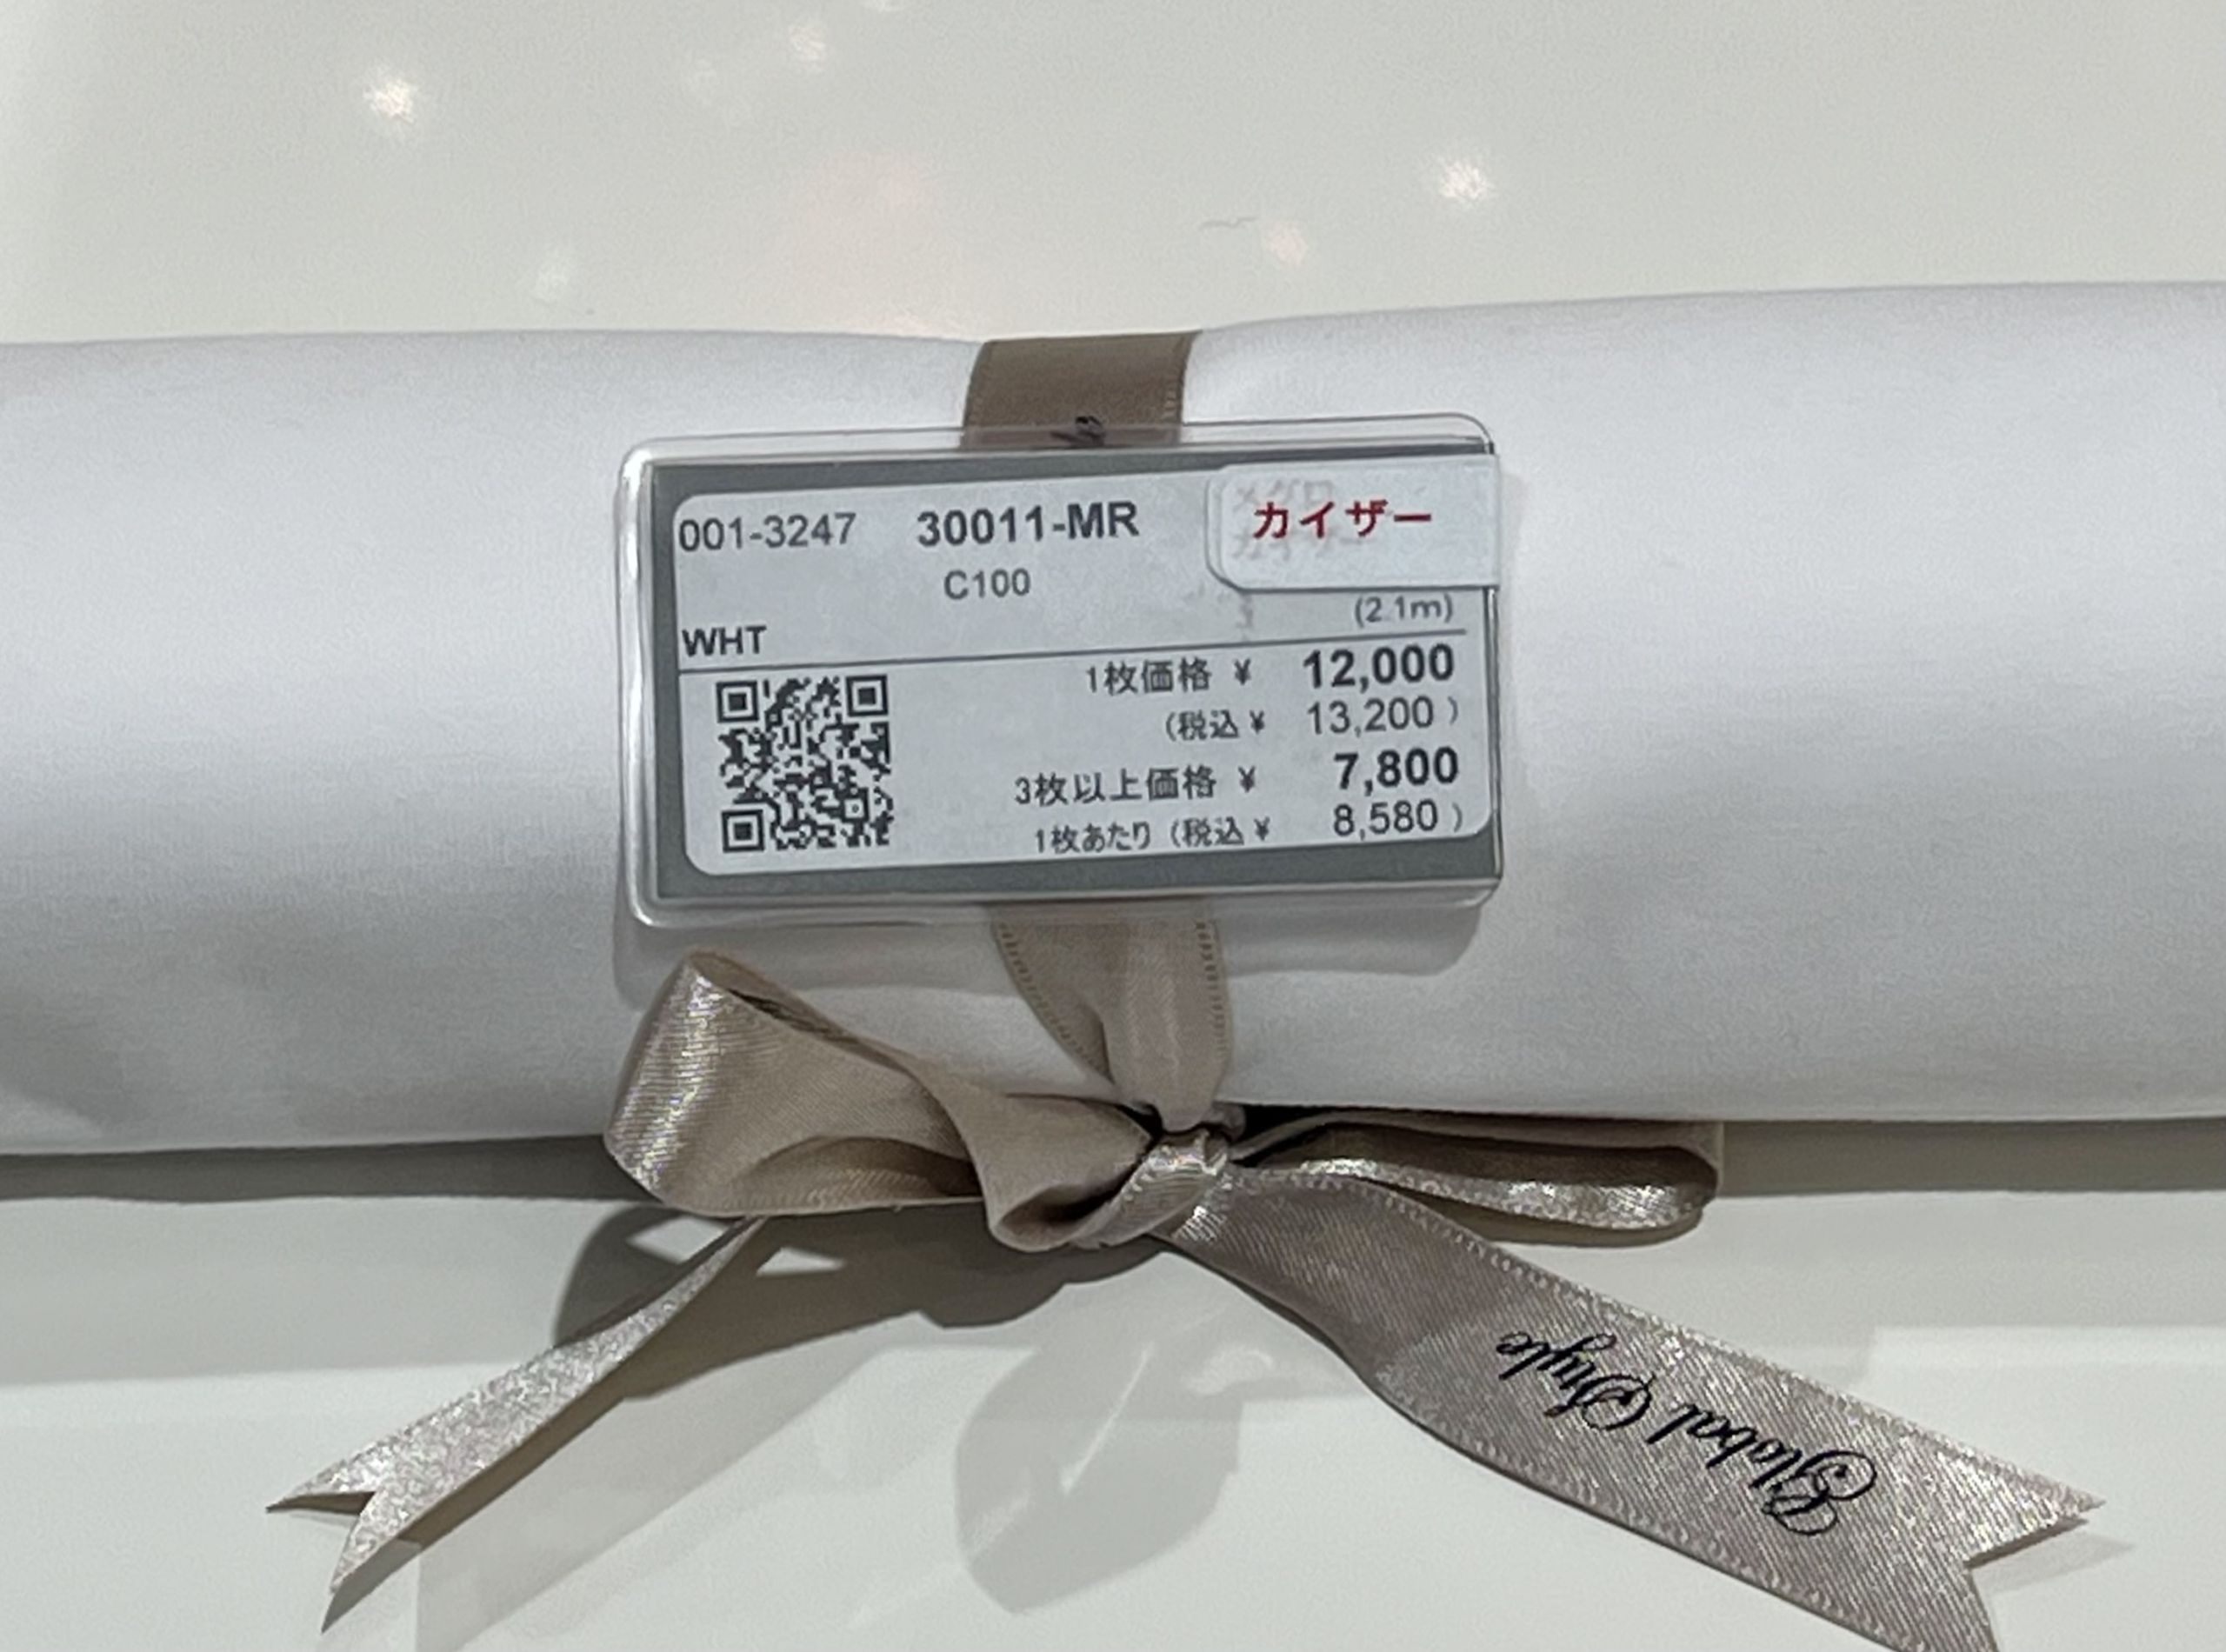 001-3247 30011-MR カイザー
C100
(2.1m)
WHT
1枚価格 ¥ 12,000
(税込¥ 13,200 )
3枚以上価格 ¥ 7,800
1枚あたり (税込¥ 8,580 )
Global Style